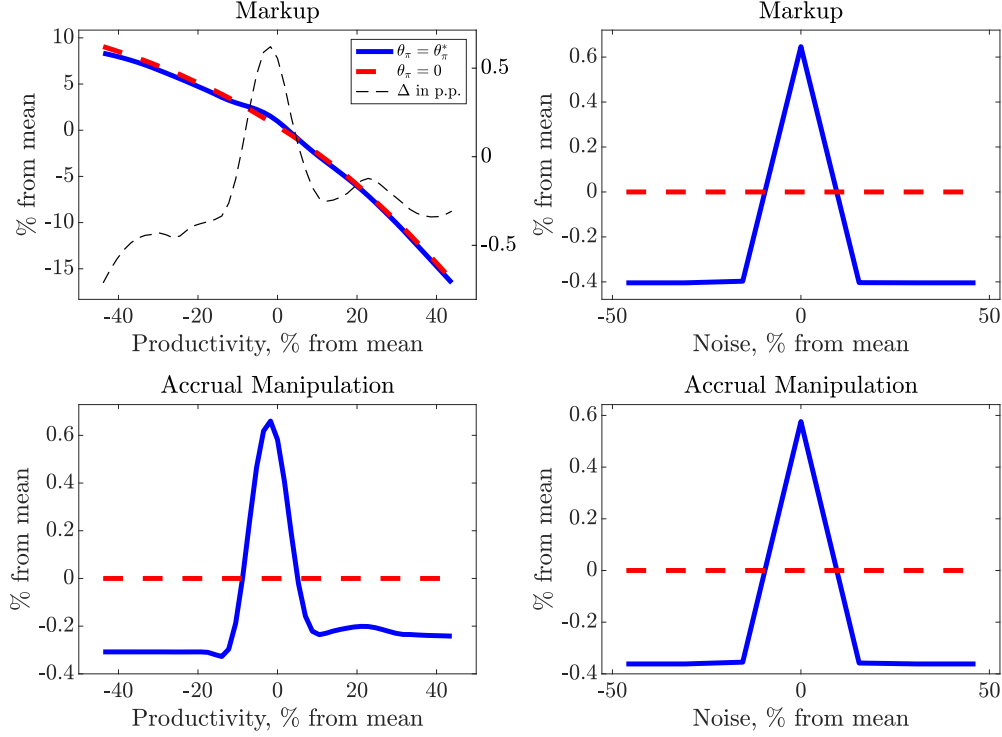 Markup
10
5
0
-5
-10
-15
% from mean
0.5
0
-0.5
θπ = θ*π
θπ = 0
Δ in p.p.
-40 -20 0 20 40
Productivity, % from mean
Markup
0.6
0.4
0.2
0
-0.2
-0.4
% from mean
-50 0 50
Noise, % from mean
Accrual Manipulation
0.6
0.4
0.2
0
-0.2
-0.4
% from mean
-40 -20 0 20 40
Productivity, % from mean
Accrual Manipulation
0.6
0.4
0.2
0
-0.2
-0.4
% from mean
-50 0 50
Noise, % from mean